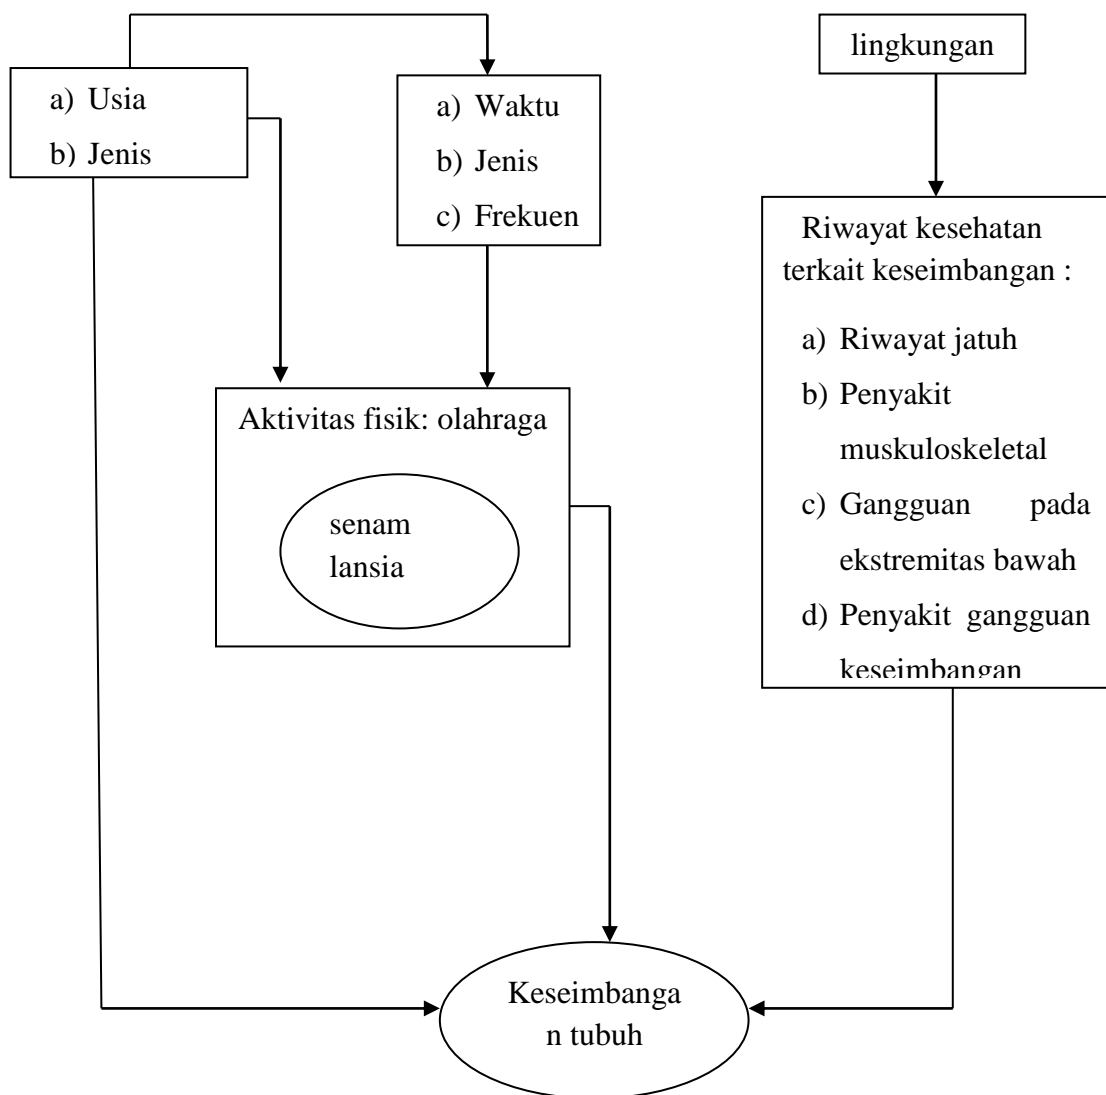 lingkungan
a) Usia
b) Jenis
a) Waktu
b) Jenis
c) Frekuen
Riwayat kesehatan
terkait keseimbangan :
a) Riwayat jatuh
b) Penyakit
muskuloskeletal
c) Gangguan pada
ekstremitas bawah
d) Penyakit gangguan
keseimbangan
Aktivitas fisik: olahraga
senam
lansia
Keseimbanga
n tubuh